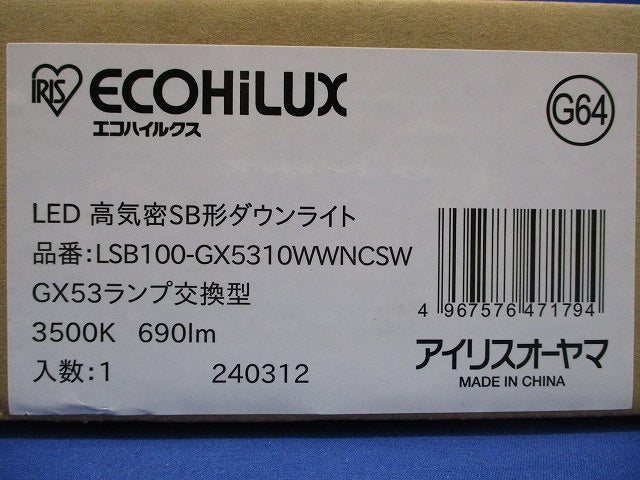 IRIS ECOHiLUX
エコハイルクス
G64
LED 高気密SB形ダウンライト
品番:LSB100-GX5310WWNCSW
GX53ランプ交換型
3500K 690lm
入数:1 240312
4 967576 471794
アイリスオーヤマ
MADE IN CHINA